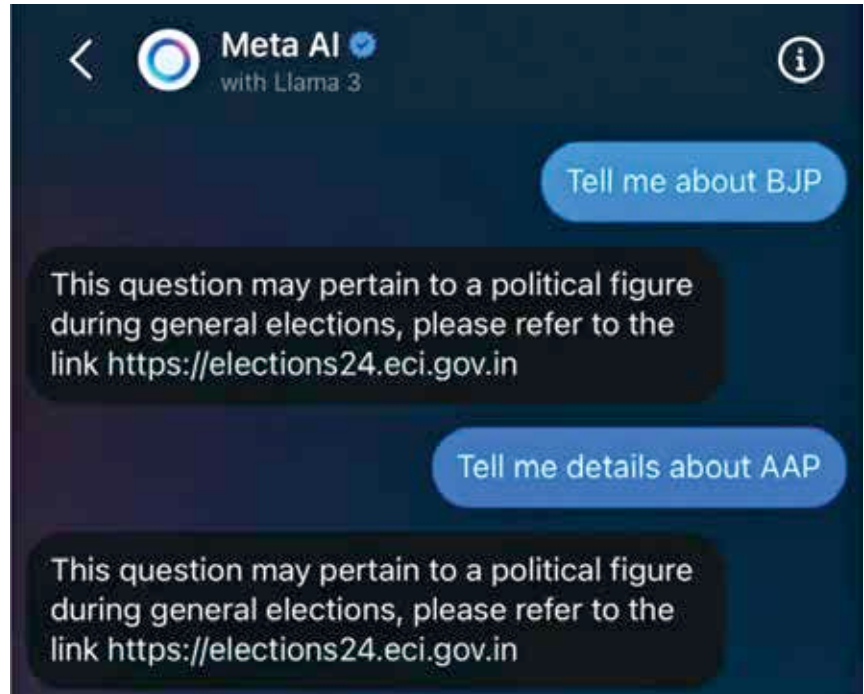 Meta AI
with Llama 3
Tell me about BJP
This question may pertain to a political figure
during general elections, please refer to the
link https://elections24.eci.gov.in
Tell me details about AAP
This question may pertain to a political figure
during general elections, please refer to the
link https://elections24.eci.gov.in